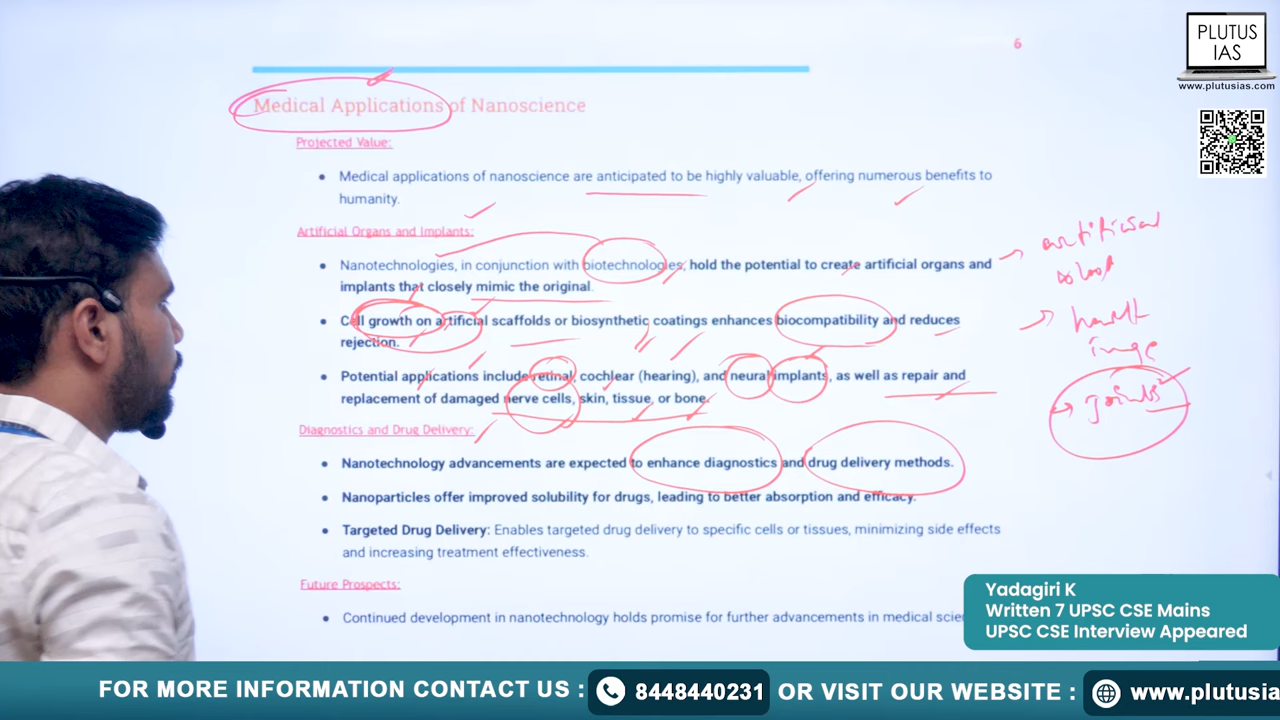 6
PLUTUS
IAS
www.plutusias.com
Medical Applications of Nanoscience
Projected Value:
• Medical applications of nanoscience are anticipated to be highly valuable, offering numerous benefits to
humanity.
Artificial Organs and Implants:
• Nanotechnologies, in conjunction with biotechnologies, hold the potential to create artificial organs and
implants that closely mimic the original.
• Cell growth on artificial scaffolds or biosynthetic coatings enhances biocompatibility and reduces
rejection.
• Potential applications include retinal, cochlear (hearing), and neural implants, as well as repair and
replacement of damaged nerve cells, skin, tissue, or bone.
Diagnostics and Drug Delivery:
• Nanotechnology advancements are expected to enhance diagnostics and drug delivery methods.
• Nanoparticles offer improved solubility for drugs, leading to better absorption and efficacy.
• Targeted Drug Delivery: Enables targeted drug delivery to specific cells or tissues, minimizing side effects
and increasing treatment effectiveness.
Future Prospects:
• Continued development in nanotechnology holds promise for further advancements in medical scie
artificial
joints
Yadagiri K
Written 7 UPSC CSE Mains
UPSC CSE Interview Appeared
FOR MORE INFORMATION CONTACT US : 8448440231 OR VISIT OUR WEBSITE : www.plutusia